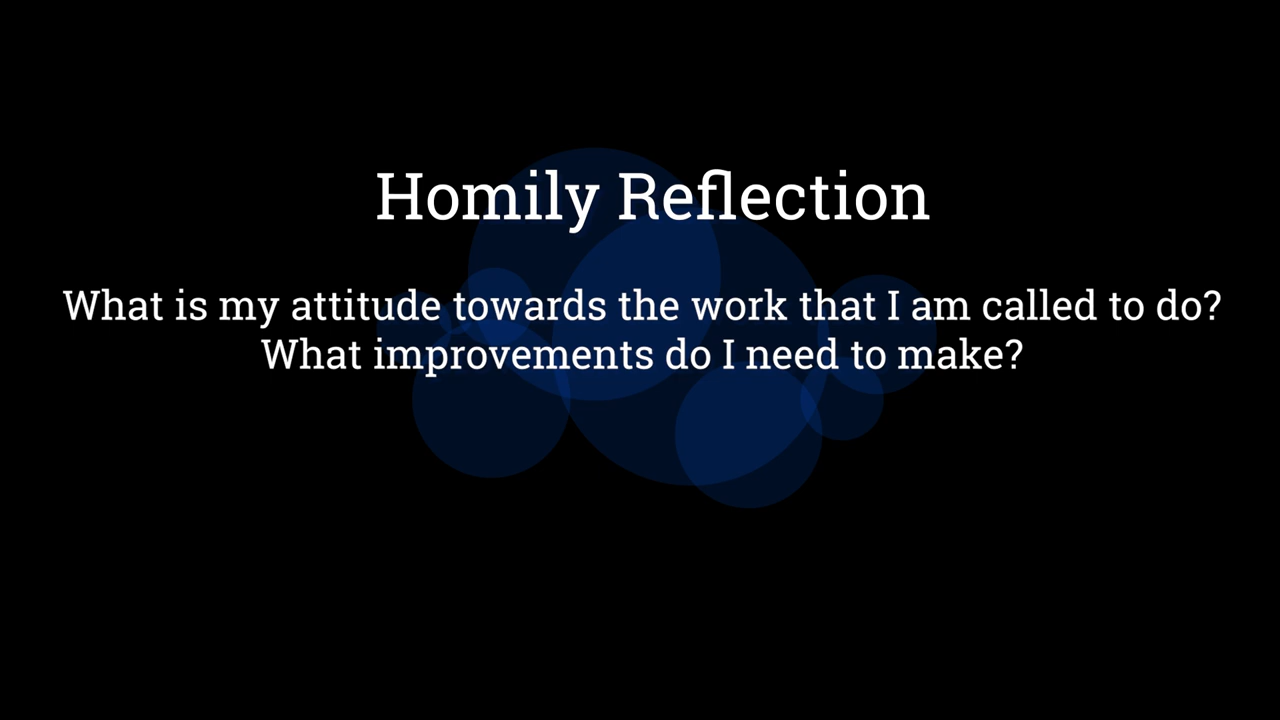 Homily Reflection
What is my attitude towards the work that I am called to do?
What improvements do I need to make?